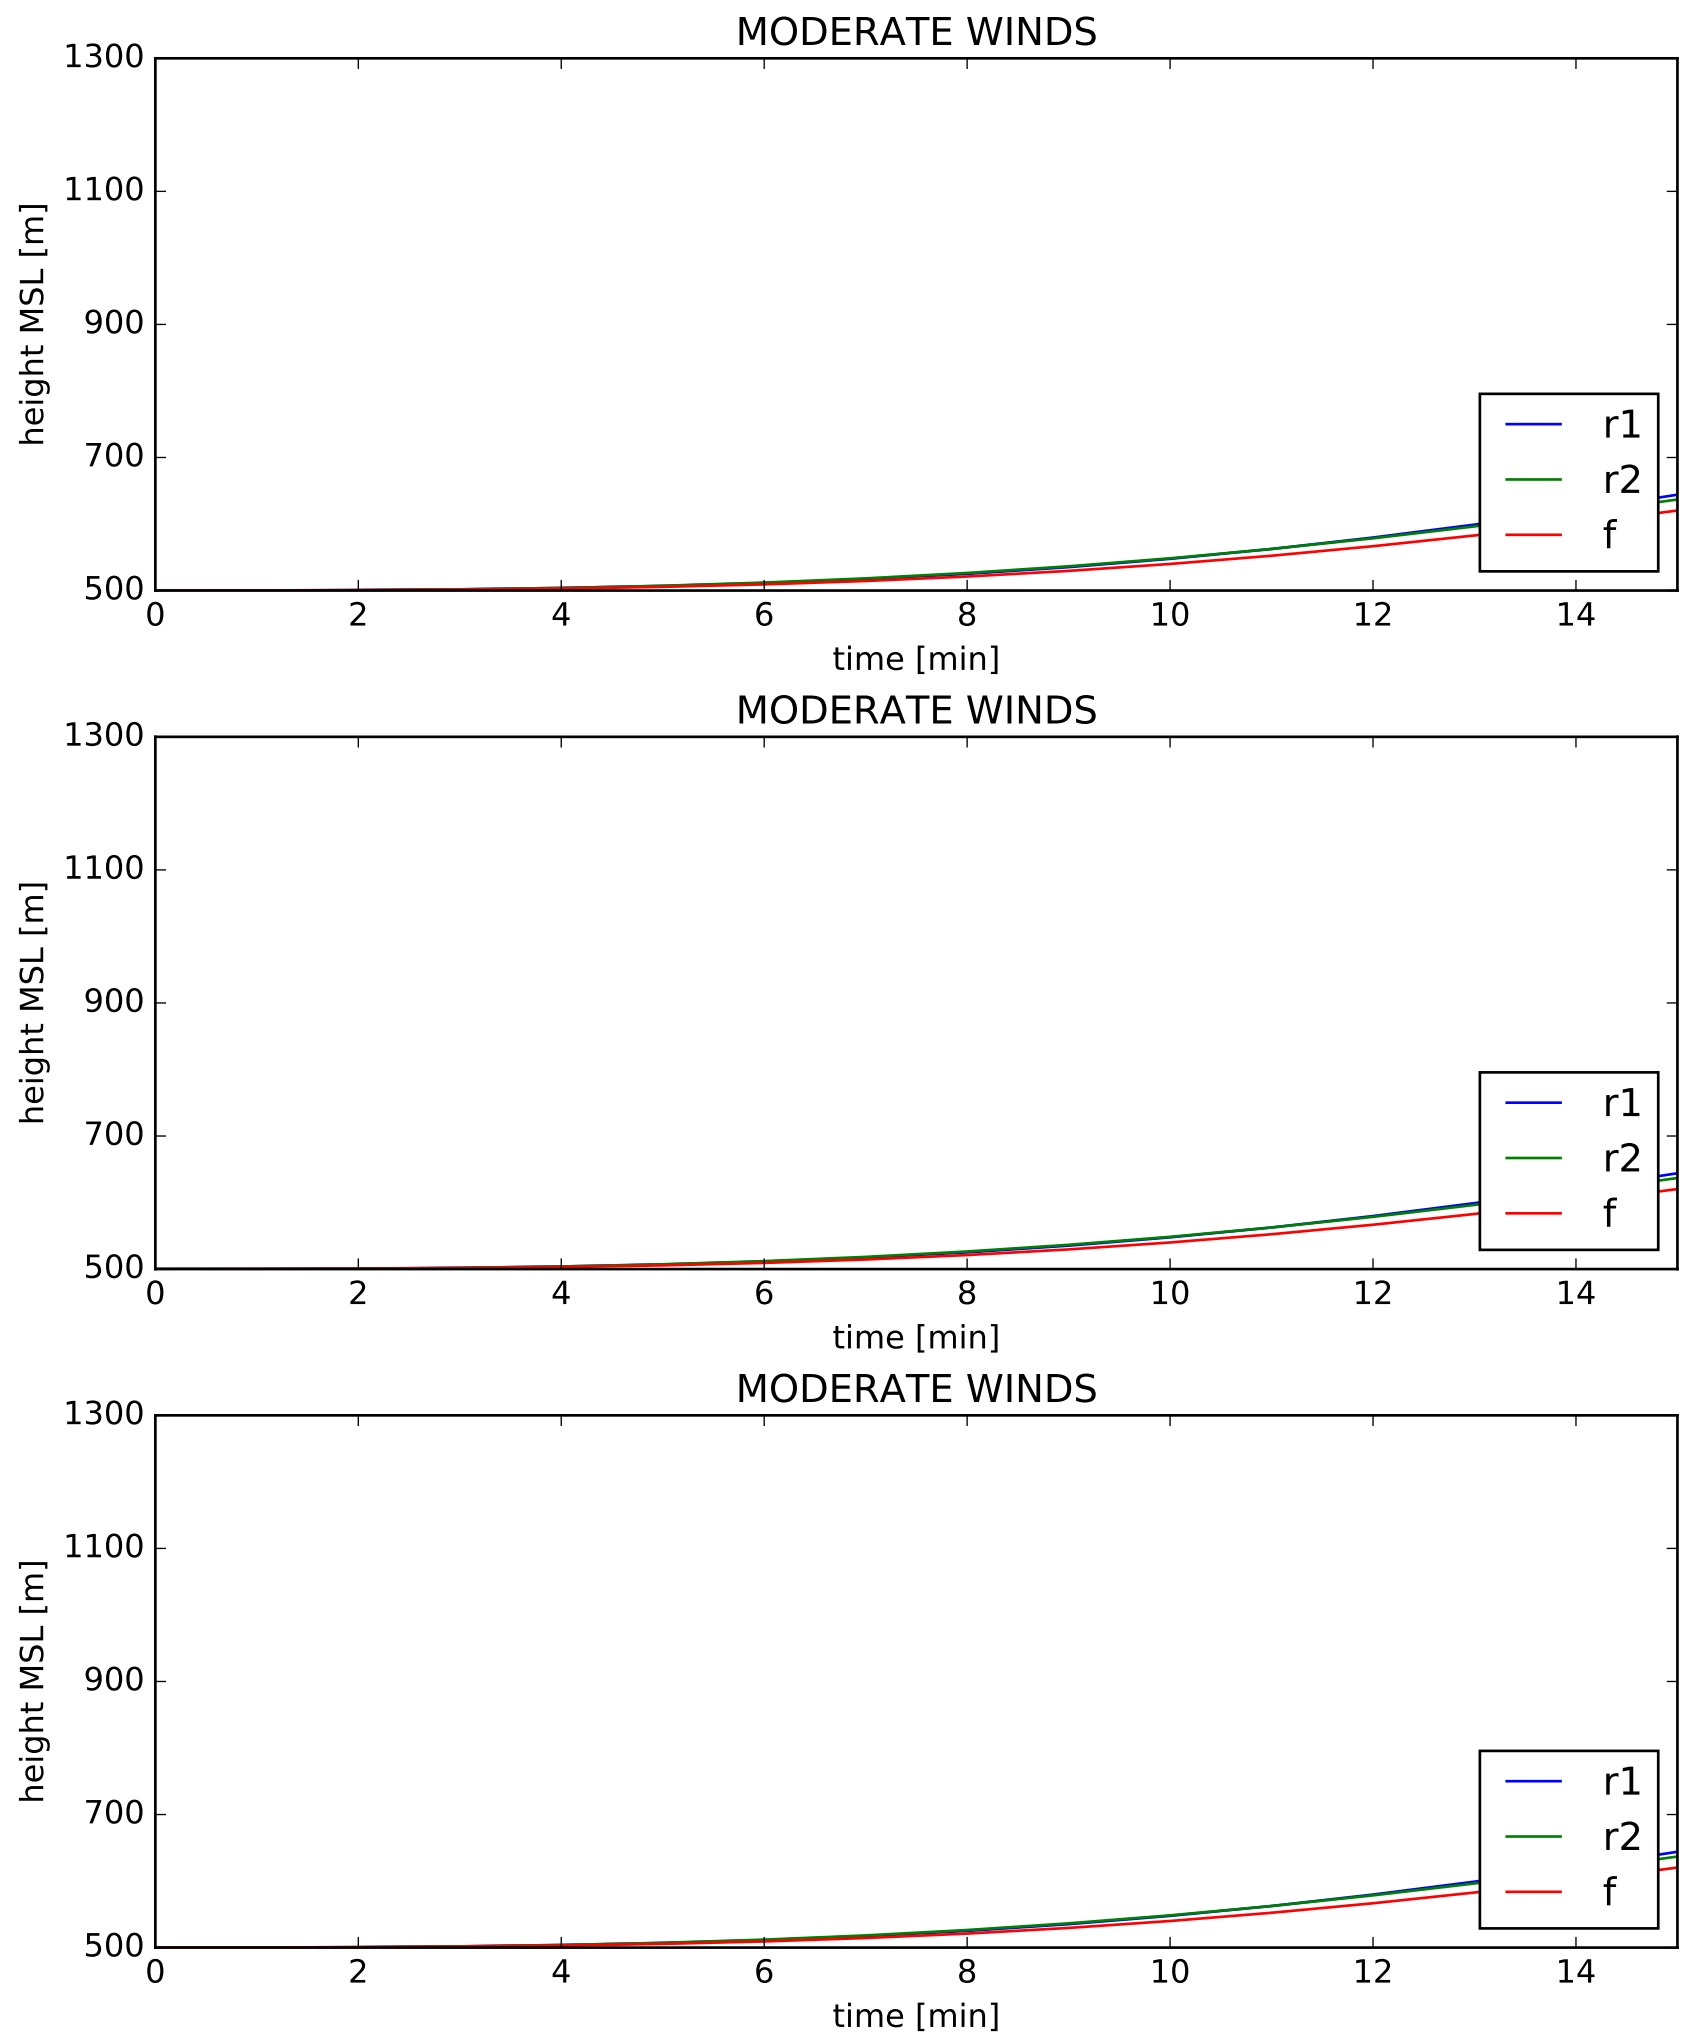 MODERATE WINDS
1300
1100
900
700
500
height MSL [m]
r1
r2
f
0 2 4 6 8 10 12 14
time [min]
MODERATE WINDS
1300
1100
900
700
500
height MSL [m]
r1
r2
f
0 2 4 6 8 10 12 14
time [min]
MODERATE WINDS
1300
1100
900
700
500
height MSL [m]
r1
r2
f
0 2 4 6 8 10 12 14
time [min]